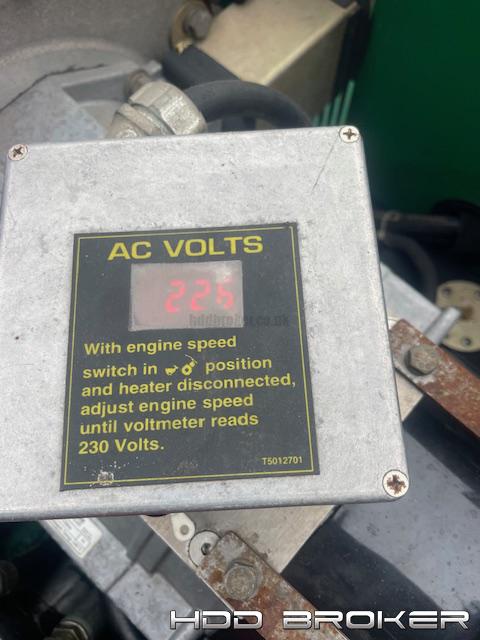 AC VOLTS
225
hddbroker.co.uk
With engine speed
switch in position
and heater disconnected,
adjust engine speed
until voltmeter reads
230 Volts.
T5012701
HDD BROKER